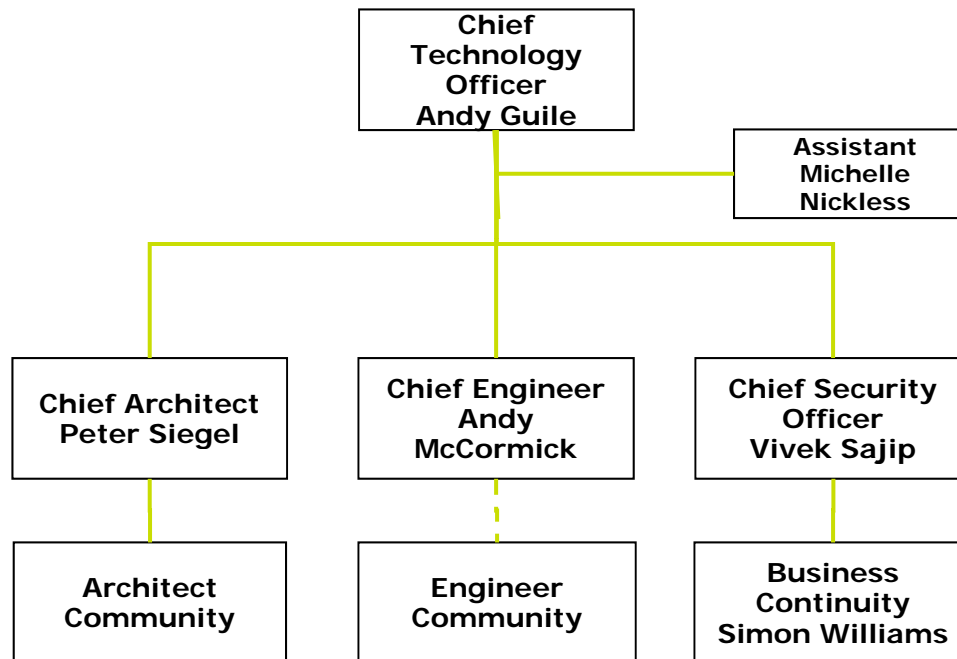 Chief
Technology
Officer
Andy Guile
Assistant
Michelle
Nickless
Chief Architect
Peter Siegel
Chief Engineer
Andy
McCormick
Chief Security
Officer
Vivek Sajip
Architect
Community
Engineer
Community
Business
Continuity
Simon Williams